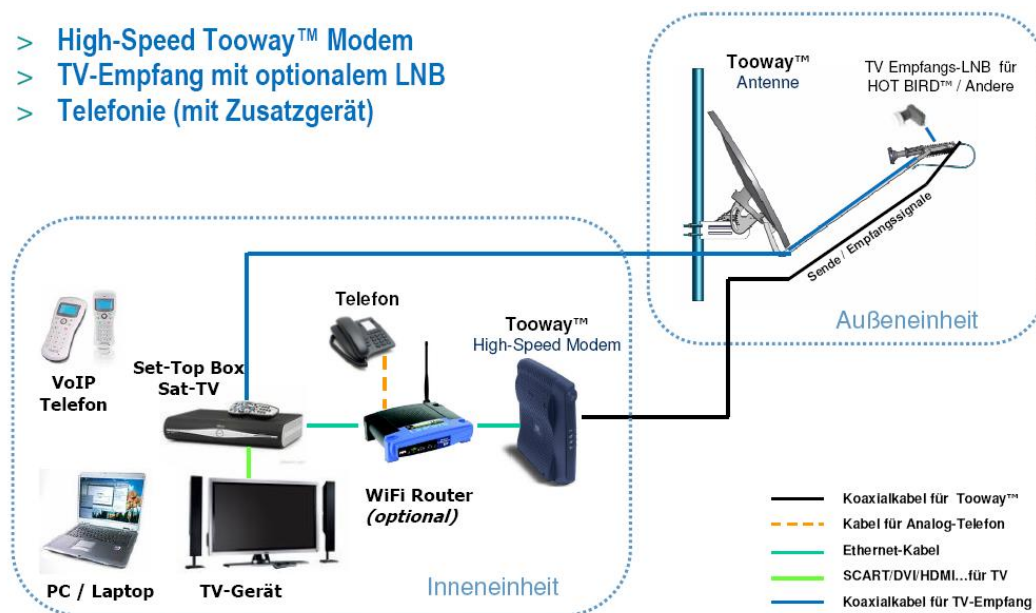 > High-Speed Tooway™ Modem
> TV-Empfang mit optionalem LNB
> Telefonie (mit Zusatzgerät)
Tooway™
Antenne
TV Empfangs-LNB für
HOT BIRD™ / Andere
Sende / Empfangssignale
Außeneinheit
VoIP
Telefon
Set-Top Box
Sat-TV
Telefon
Tooway™
High-Speed Modem
WiFi Router
(optional)
PC / Laptop
TV-Gerät
Inneneinheit
Koaxialkabel für Tooway™
Kabel für Analog-Telefon
Ethernet-Kabel
SCART/DVI/HDMI...für TV
Koaxialkabel für TV-Empfang